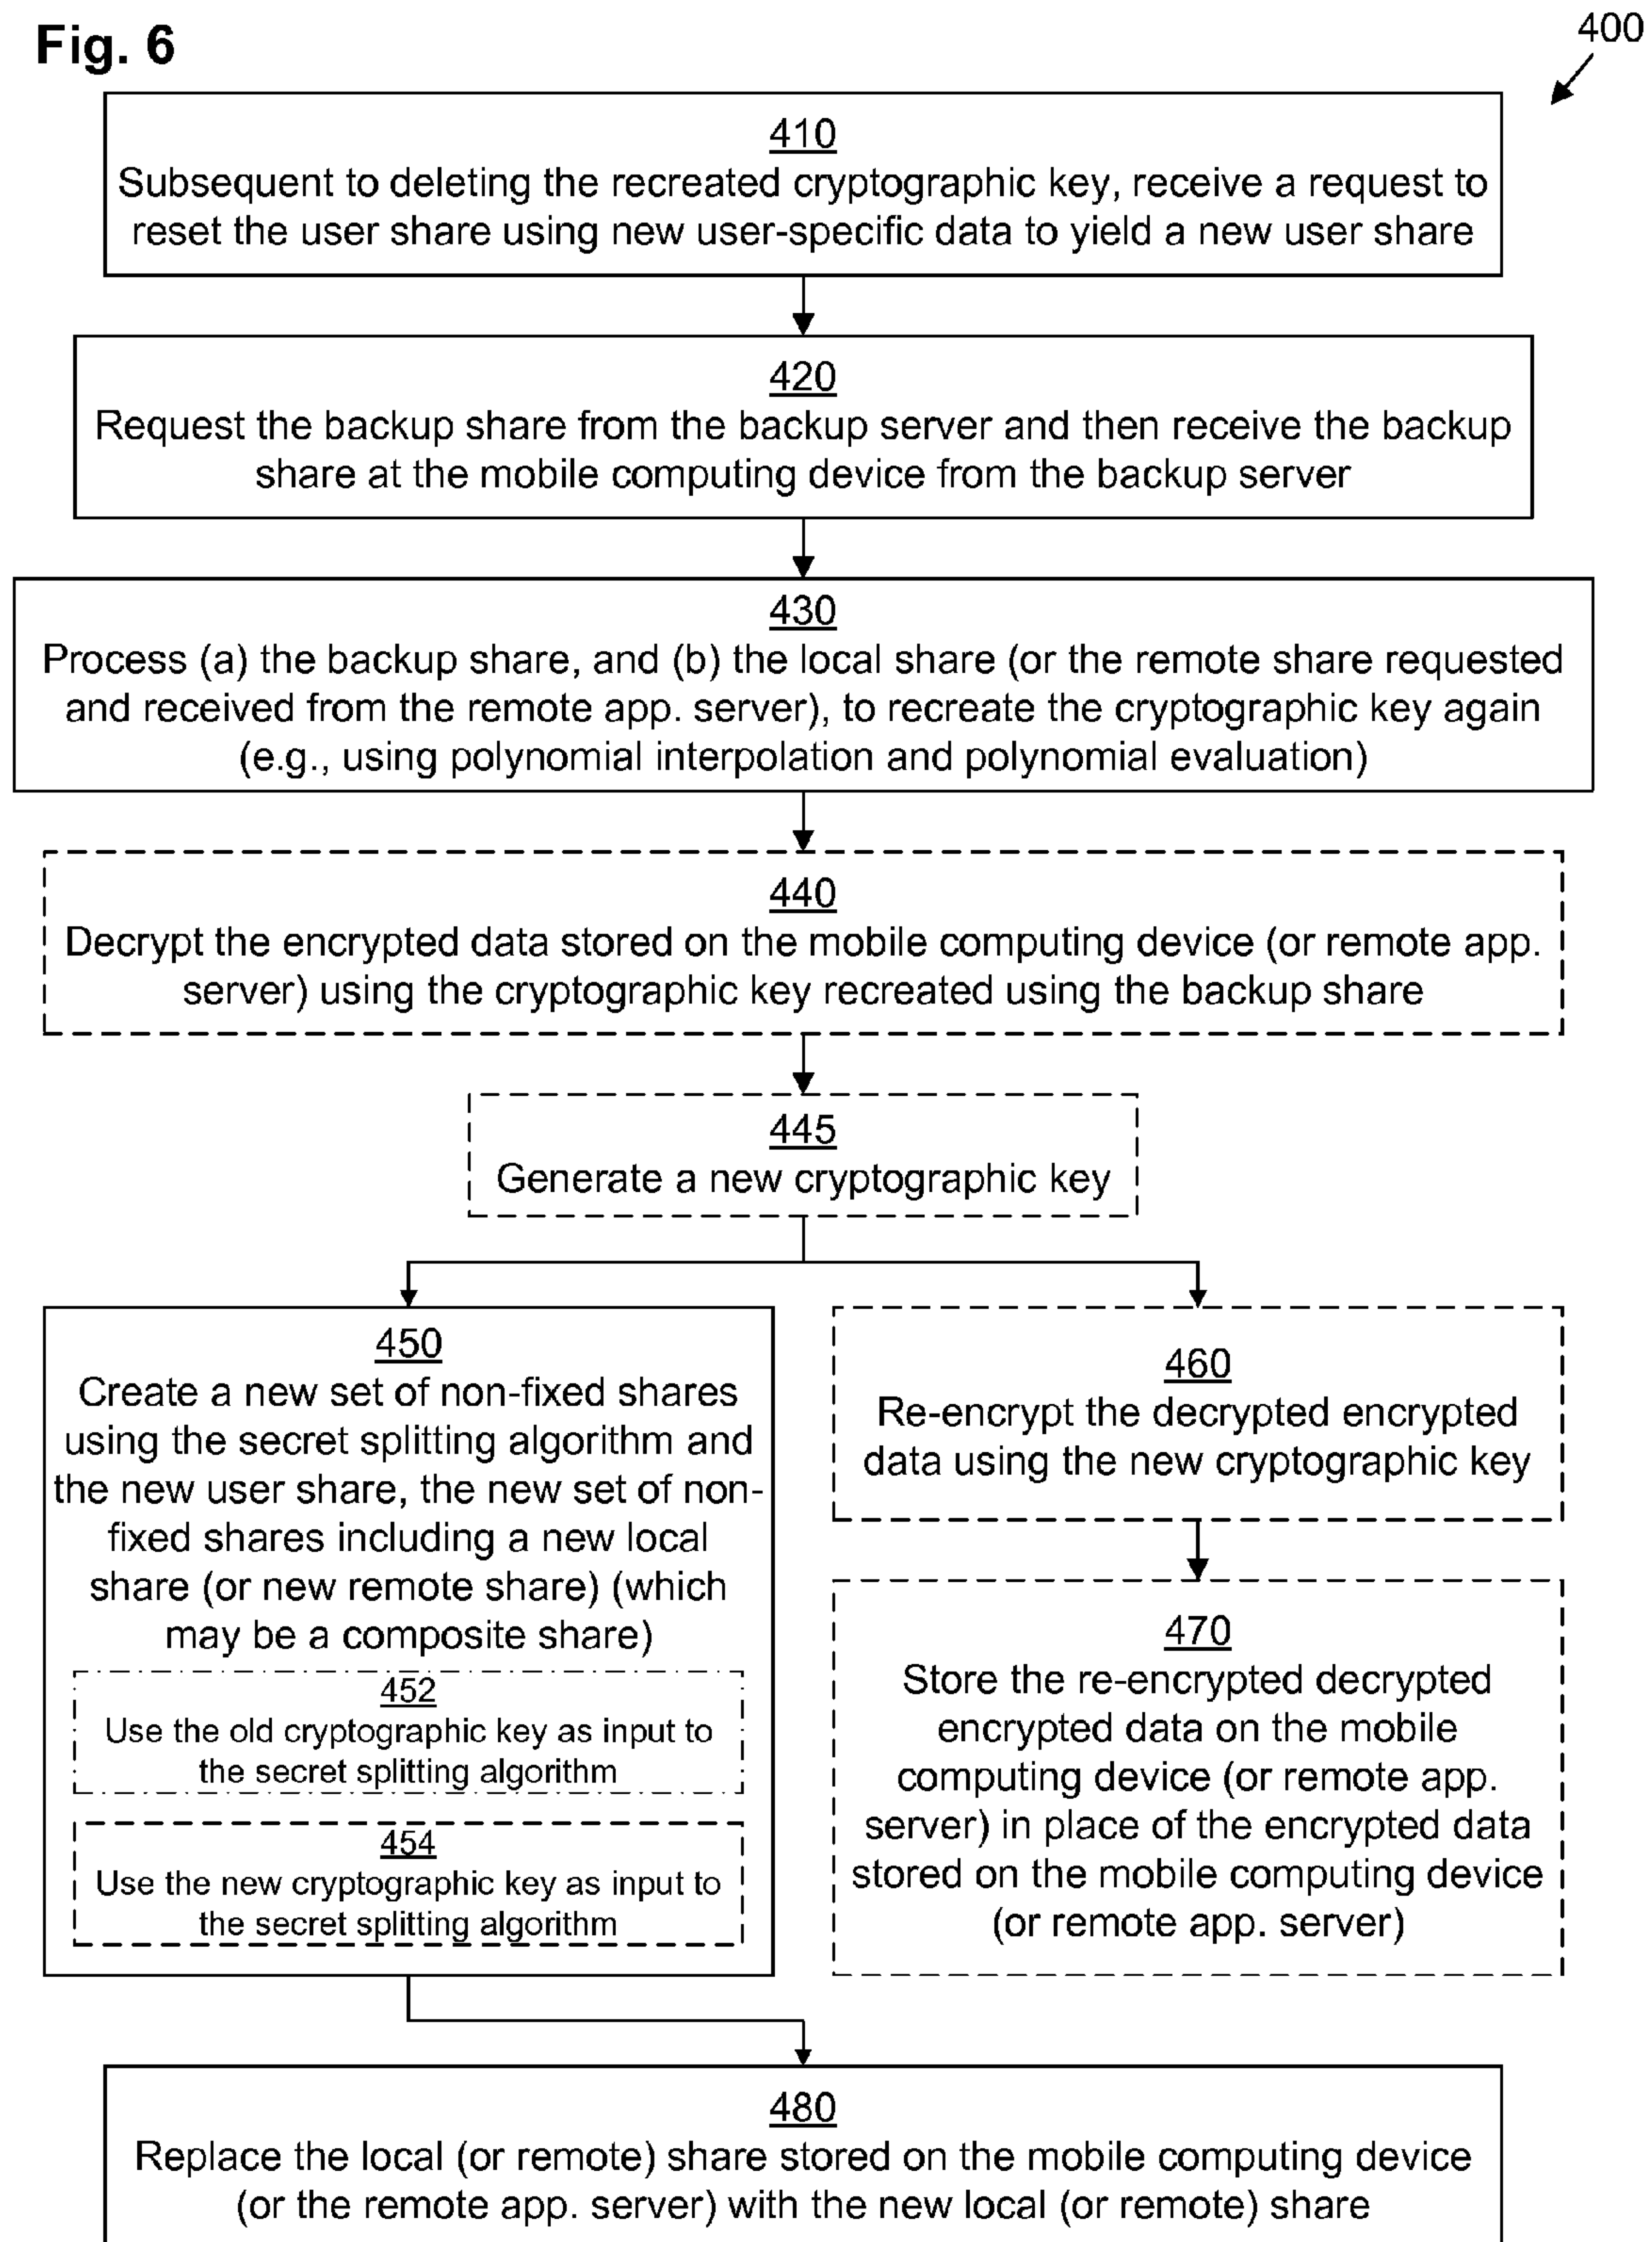 Fig. 6
400
410
Subsequent to deleting the recreated cryptographic key, receive a request to
reset the user share using new user-specific data to yield a new user share
420
Request the backup share from the backup server and then receive the backup
share at the mobile computing device from the backup server
430
Process (a) the backup share, and (b) the local share (or the remote share requested
and received from the remote app. server), to recreate the cryptographic key again
(e.g., using polynomial interpolation and polynomial evaluation)
440
Decrypt the encrypted data stored on the mobile computing device (or remote app.
server) using the cryptographic key recreated using the backup share
445
Generate a new cryptographic key
450
Create a new set of non-fixed shares
using the secret splitting algorithm and
the new user share, the new set of non-
fixed shares including a new local
share (or new remote share) (which
may be a composite share)
452
Use the old cryptographic key as input to
the secret splitting algorithm
454
Use the new cryptographic key as input to
the secret splitting algorithm
460
Re-encrypt the decrypted encrypted
data using the new cryptographic key
470
Store the re-encrypted decrypted
encrypted data on the mobile
computing device (or remote app.
server) in place of the encrypted data
stored on the mobile computing device
(or remote app. server)
480
Replace the local (or remote) share stored on the mobile computing device
(or the remote app. server) with the new local (or remote) share